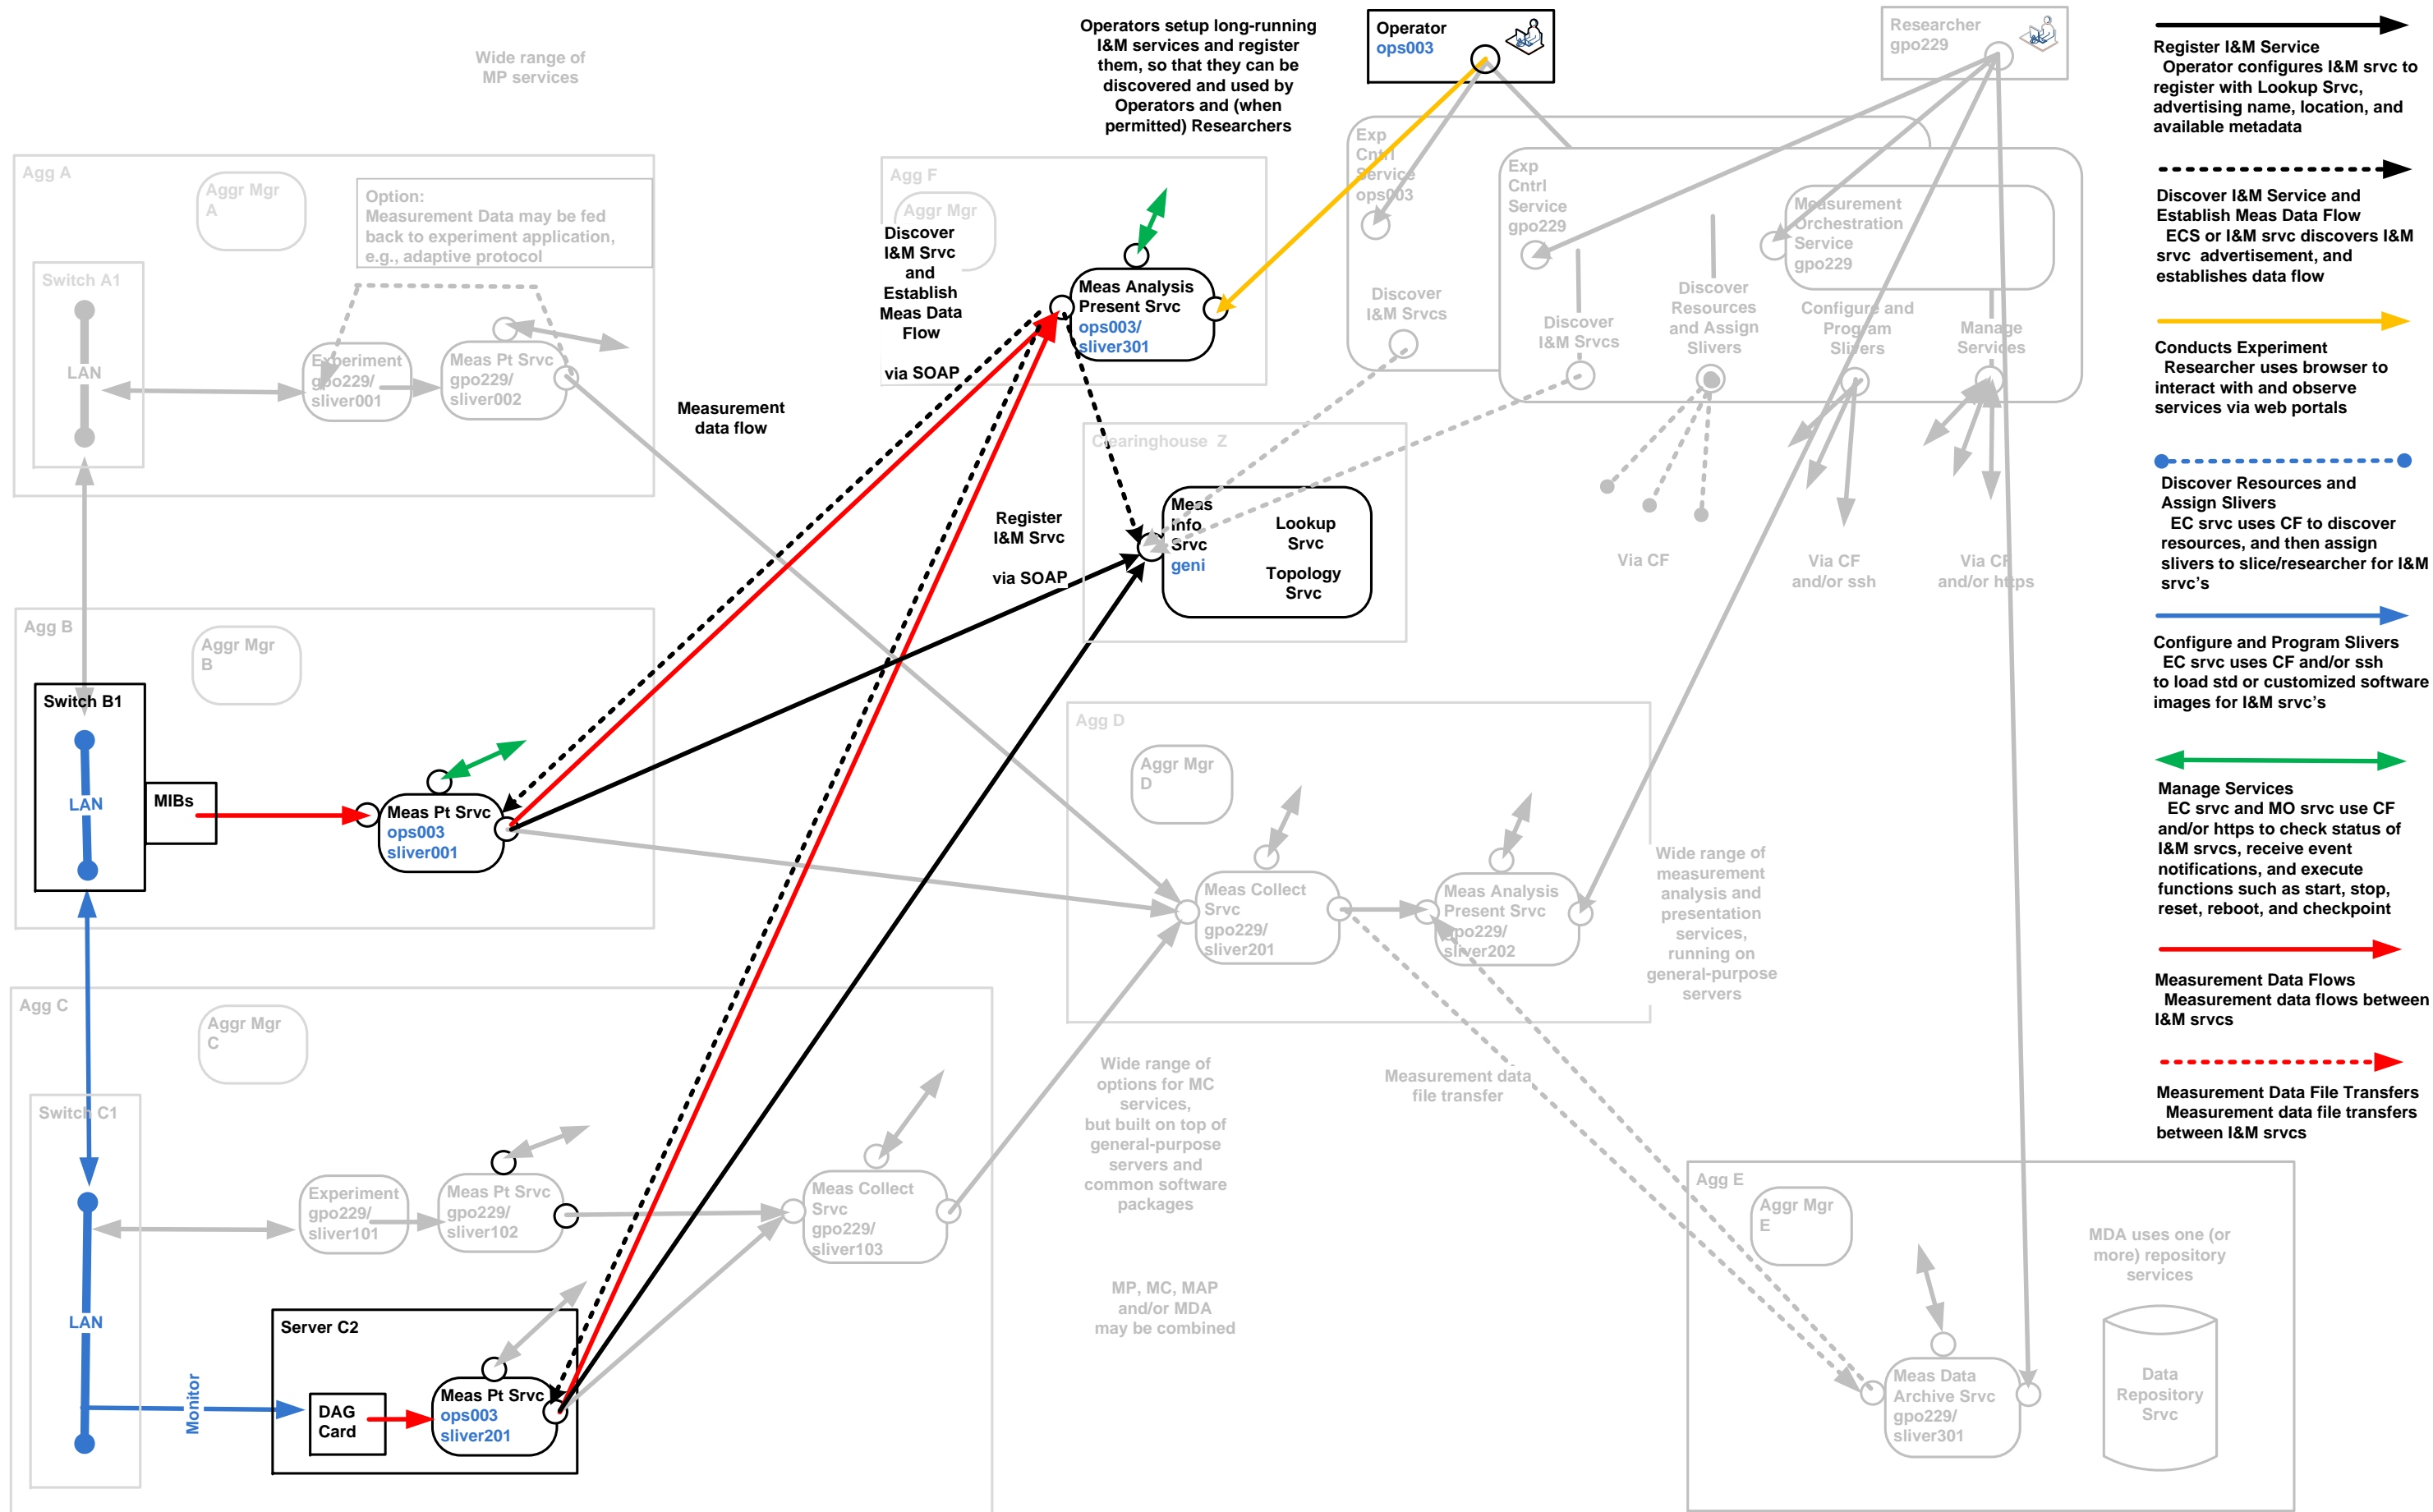 Wide range of
MP services
Operators setup long-running
I&M services and register
them, so that they can be
discovered and used by
Operators and (when
permitted) Researchers
Operator
ops003
Researcher
gpo229
Agg A
Aggr Mgr
A
Option:
Measurement Data may be fed
back to experiment application,
e.g., adaptive protocol
Switch A1
LAN
Experiment
gpo229/
sliver001
Meas Pt Srvc
gpo229/
sliver002
Measurement
data flow
Agg F
Aggr Mgr
Discover
I&M Srvc
and
Establish
Meas Data
Flow
via SOAP
Meas Analysis
Present Srvc
ops003/
sliver301
Exp
Cntrl
Service
ops003
Discover
I&M Srvcs
Exp
Cntrl
Service
gpo229
Discover
I&M Srvcs
Discover
Resources
and Assign
Slivers
Measurement
Orchestration
Service
gpo229
Configure and
Program
Slivers
Manage
Services
Via CF
Via CF
and/or ssh
Via CF
and/or https
Clearinghouse Z
Meas
Info
Srvc
geni
Lookup
Srvc
Topology
Srvc
Register
I&M Srvc
via SOAP
Agg B
Aggr Mgr
B
Switch B1
LAN
MIBs
Meas Pt Srvc
ops003
sliver001
Agg D
Aggr Mgr
D
Meas Collect
Srvc
gpo229/
sliver201
Meas Analysis
Present Srvc
gpo229/
sliver202
Wide range of
measurement
analysis and
presentation
services,
running on
general-purpose
servers
Agg C
Aggr Mgr
C
Switch C1
LAN
Monitor
Experiment
gpo229/
sliver101
Meas Pt Srvc
gpo229/
sliver102
Meas Collect
Srvc
gpo229/
sliver103
Server C2
DAG
Card
Meas Pt Srvc
ops003
sliver201
Wide range of
options for MC
services,
but built on top of
general-purpose
servers and
common software
packages
MP, MC, MAP
and/or MDA
may be combined
Measurement data
file transfer
Agg E
Aggr Mgr
E
MDA uses one (or
more) repository
services
Meas Data
Archive Srvc
gpo229/
sliver301
Data
Repository
Srvc
Register I&M Service
Operator configures I&M srvc to
register with Lookup Srvc,
advertising name, location, and
available metadata
Discover I&M Service and
Establish Meas Data Flow
ECS or I&M srvc discovers I&M
srvc advertisement, and
establishes data flow
Conducts Experiment
Researcher uses browser to
interact with and observe
services via web portals
Discover Resources and
Assign Slivers
EC srvc uses CF to discover
resources, and then assign
slivers to slice/researcher for I&M
srvc's
Configure and Program Slivers
EC srvc uses CF and/or ssh
to load std or customized software
images for I&M srvc's
Manage Services
EC srvc and MO srvc use CF
and/or https to check status of
I&M srvcs, receive event
notifications, and execute
functions such as start, stop,
reset, reboot, and checkpoint
Measurement Data Flows
Measurement data flows between
I&M srvcs
Measurement Data File Transfers
Measurement data file transfers
between I&M srvcs